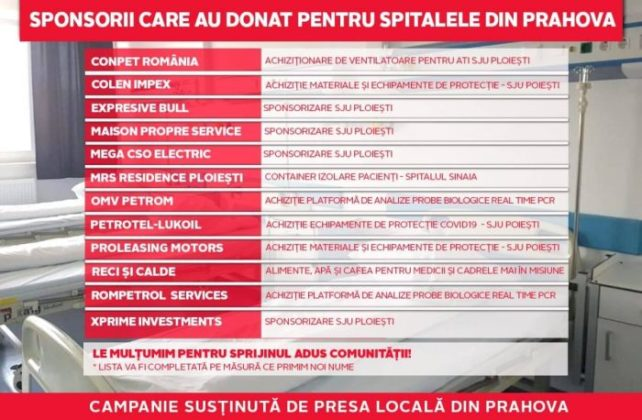 SPONSORII CARE AU DONAT PENTRU SPITALELE DIN PRAHOVA
CONPET ROMÂNIA ACHIZIȚIONARE DE VENTILATOARE PENTRU ATI SJU PLOIEȘTI
COLEN IMPEX ACHIZIȚIE MATERIALE ȘI ECHIPAMENTE DE PROTECȚIE - SJU POIEȘTI
EXPRESIVE BULL SPONSORIZARE SJU PLOIEȘTI
MAISON PROPRE SERVICE SPONSORIZARE SJU PLOIEȘTI
MEGA CSO ELECTRIC SPONSORIZARE SJU PLOIEȘTI
MRS RESIDENCE PLOIEȘTI CONTAINER IZOLARE PACIENȚI - SPITALUL SINAIA
OMV PETROM ACHIZIȚIE PLATFORMĂ DE ANALIZE PROBE BIOLOGICE REAL TIME PCR
PETROTEL-LUKOIL ACHIZIȚIE ECHIPAMENTE DE PROTECȚIE COVID19 - SJU POIEȘTI
PROLEASING MOTORS ACHIZIȚIE MATERIALE ȘI ECHIPAMENTE DE PROTECȚIE - SJU POIEȘTI
RECI ȘI CALDE ALIMENTE, APĂ ȘI CAFEA PENTRU MEDICII ȘI CADRELE MAI ÎN MISIUNE
ROMPETROL SERVICES ACHIZIȚIE PLATFORMĂ DE ANALIZE PROBE BIOLOGICE REAL TIME PCR
XPRIME INVESTMENTS SPONSORIZARE SJU PLOIEȘTI
LE MULȚUMIM PENTRU SPRIJINUL ADUS COMUNITĂȚII!
* LISTA VA FI COMPLETATĂ PE MĂSURĂ CE PRIMIM NOI NUME
CAMPANIE SUSȚINUTĂ DE PRESA LOCALĂ DIN PRAHOVA